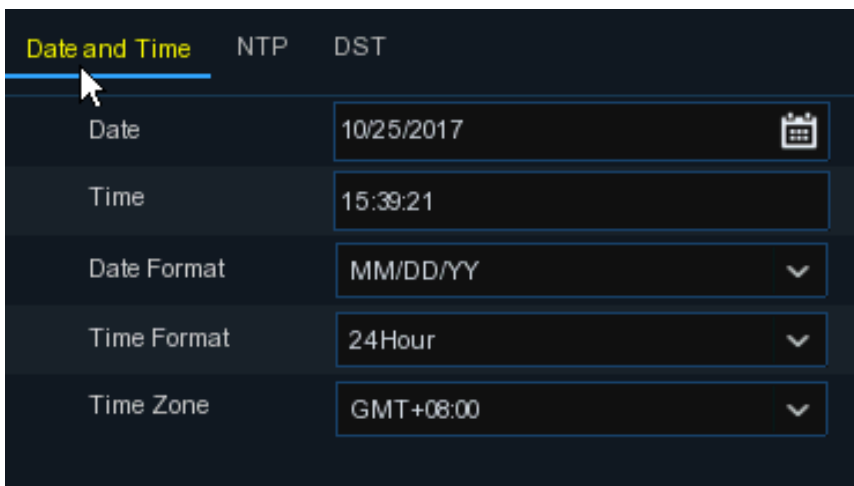 Date and Time NTP DST
Date 10/25/2017
Time 15:39:21
Date Format MM/DD/YY
Time Format 24Hour
Time Zone GMT+08:00